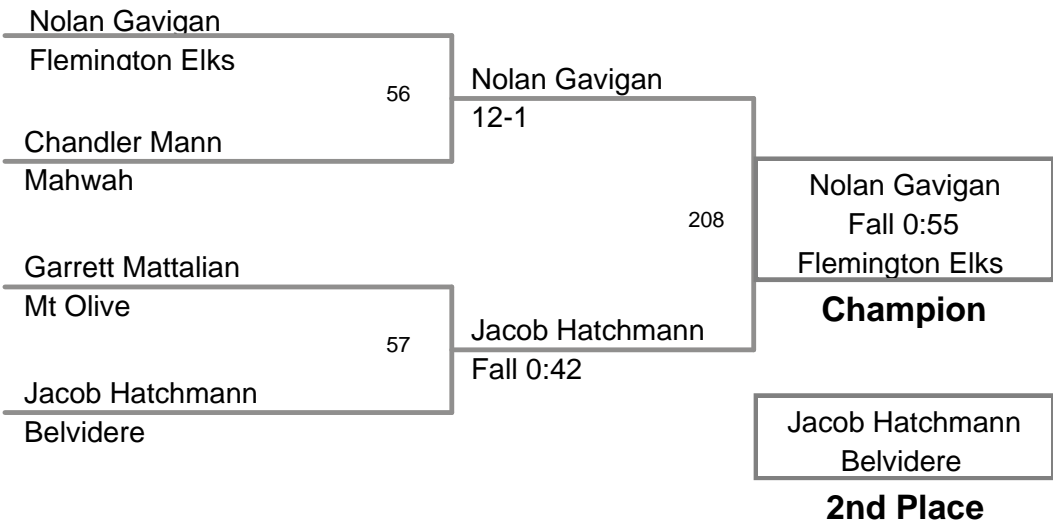 Nolan Gavigan
Flemington Elks
56
Chandler Mann
Mahwah
Garrett Mattalian
Mt Olive
57
Jacob Hatchmann
Belvidere
Nolan Gavigan
12-1
208
Jacob Hatchmann
Fall 0:42
Nolan Gavigan
Fall 0:55
Flemington Elks
Champion
Jacob Hatchmann
Belvidere
2nd Place